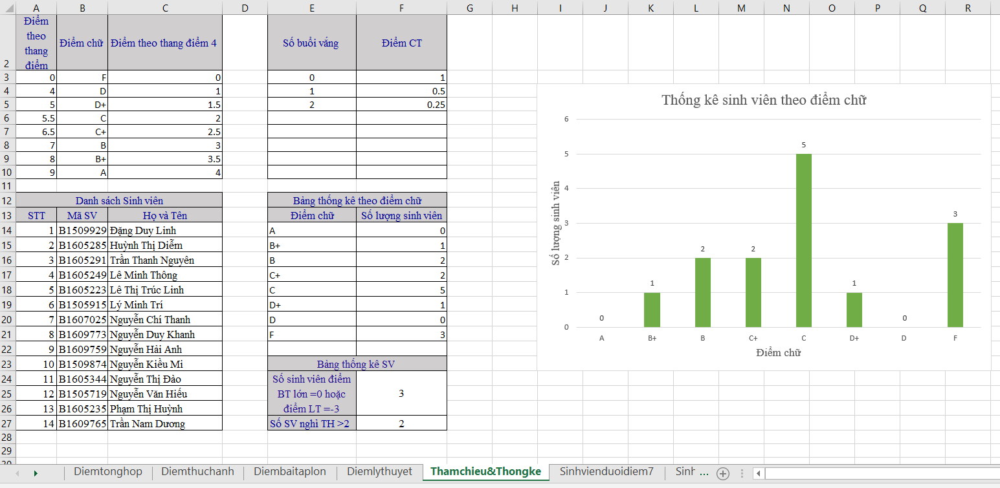 A B C D E F G H I J K L M N O P Q R
2 Điểm theo thang điểm Điểm chữ Điểm theo thang điểm 4 Số buổi vắng Điểm CT
3 0 F 0 0 1
4 4 D 1 1 0.5
5 5 D+ 1.5 2 0.25
6 5.5 C 2
7 6.5 C+ 2.5
8 7 B 3
9 8 B+ 3.5
10 9 A 4
11
12 Danh sách Sinh viên Bảng thống kê theo điểm chữ
13 STT Mã SV Họ và Tên Điểm chữ Số lượng sinh viên
14 1 B1509929 Đặng Duy Linh A 0
15 2 B1605285 Huỳnh Thị Diễm B+ 1
16 3 B1605291 Trần Thanh Nguyên B 2
17 4 B1605249 Lê Minh Thông C+ 2
18 5 B1605223 Lê Thị Trúc Linh C 5
19 6 B1505915 Lý Minh Trí D+ 1
20 7 B1607025 Nguyễn Chí Thanh D 0
21 8 B1609773 Nguyễn Duy Khanh F 3
22 9 B1609759 Nguyễn Hải Anh
23 10 B1509874 Nguyễn Kiều Mi Bảng thống kê SV
24 11 B1605344 Nguyễn Thị Đào Số sinh viên điểm
25 12 B1505719 Nguyễn Văn Hiếu BT lớn =0 hoặc 3
26 13 B1605235 Phạm Thị Huỳnh điểm LT =-3
27 14 B1609765 Trần Nam Dương Số SV nghỉ TH >2 2
28
29
Thống kê sinh viên theo điểm chữ
Số lượng sinh viên
6
5
4
3
2
1
0
0 1 2 2 5 1 0 3
A B+ B C+ C D+ D F
Điểm chữ
Diemtonghop Diemthuchanh Diembaitaplon Diemlythuyet Thamchieu&Thongke Sinhvienduoidiem7 Sinh ...